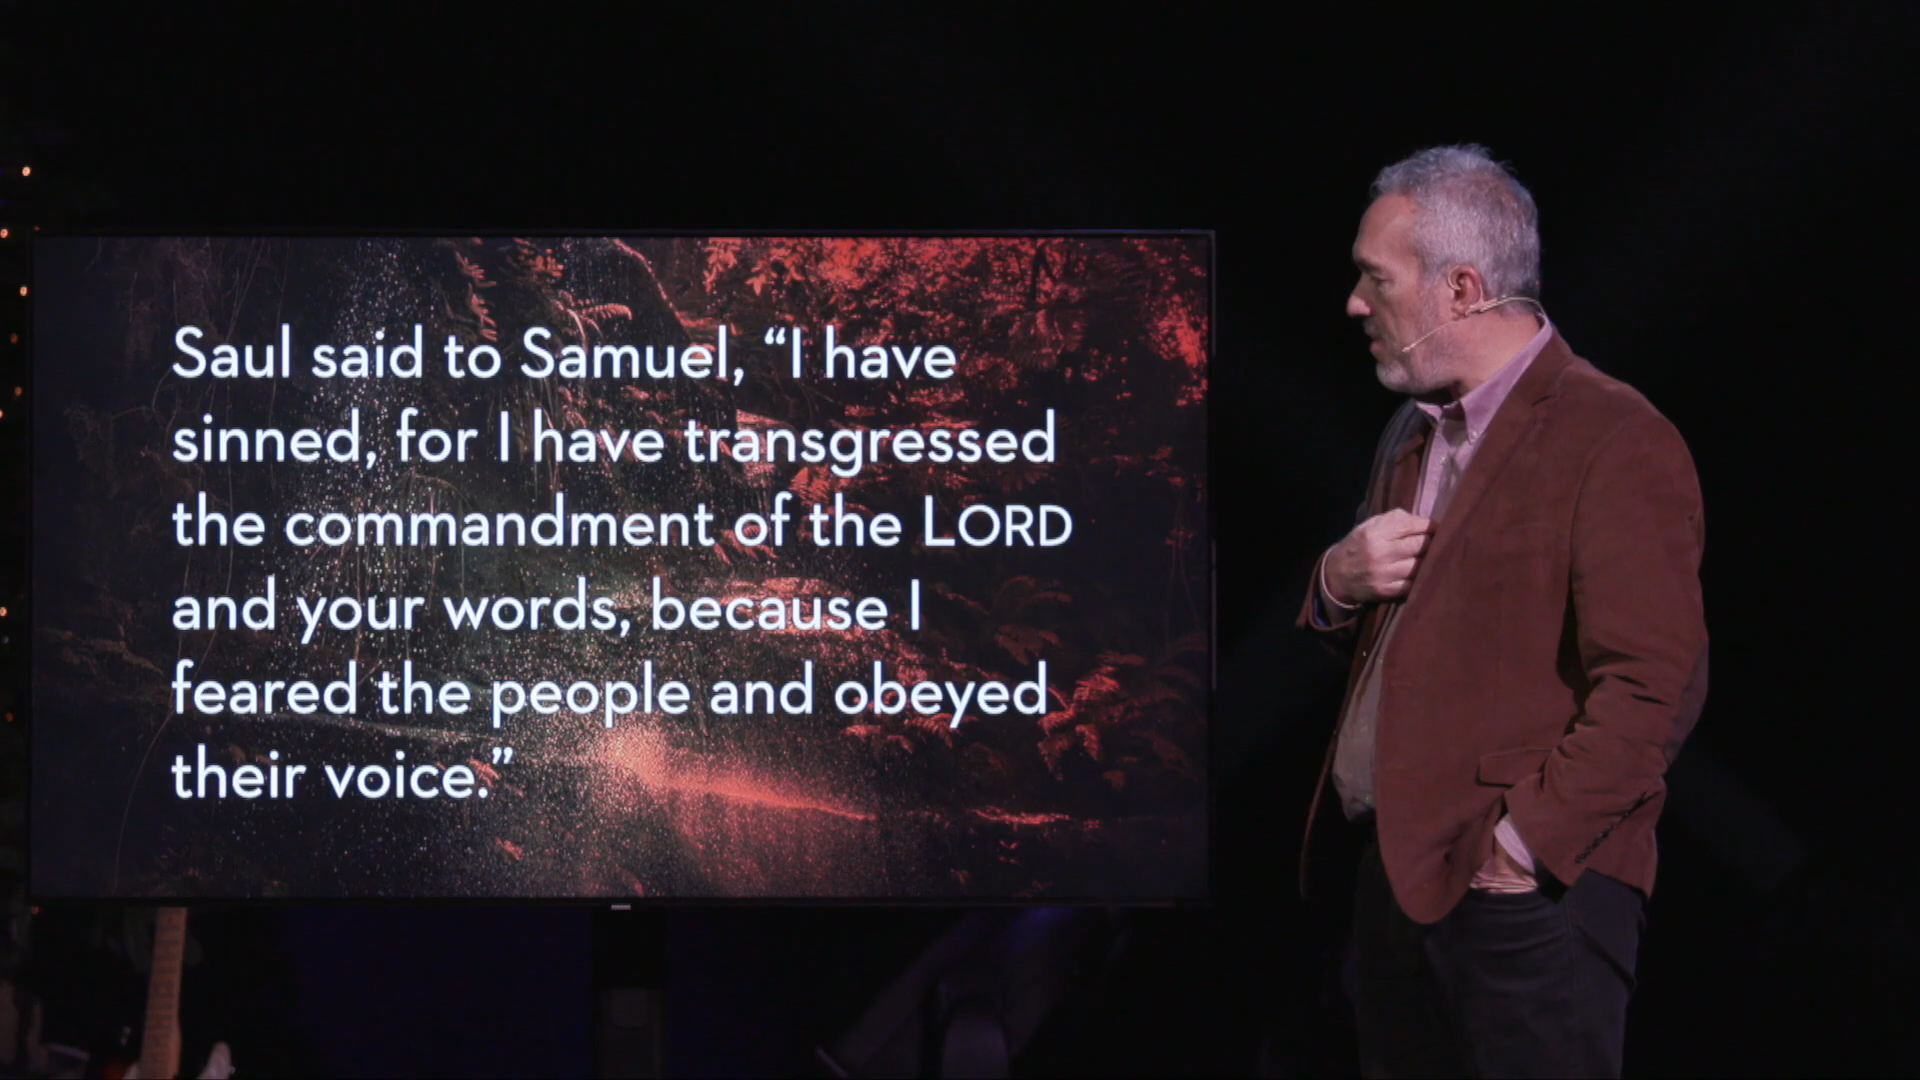 Saul said to Samuel, “I have
sinned, for I have transgressed
the commandment of the LORD
and your words, because I
feared the people and obeyed
their voice.”